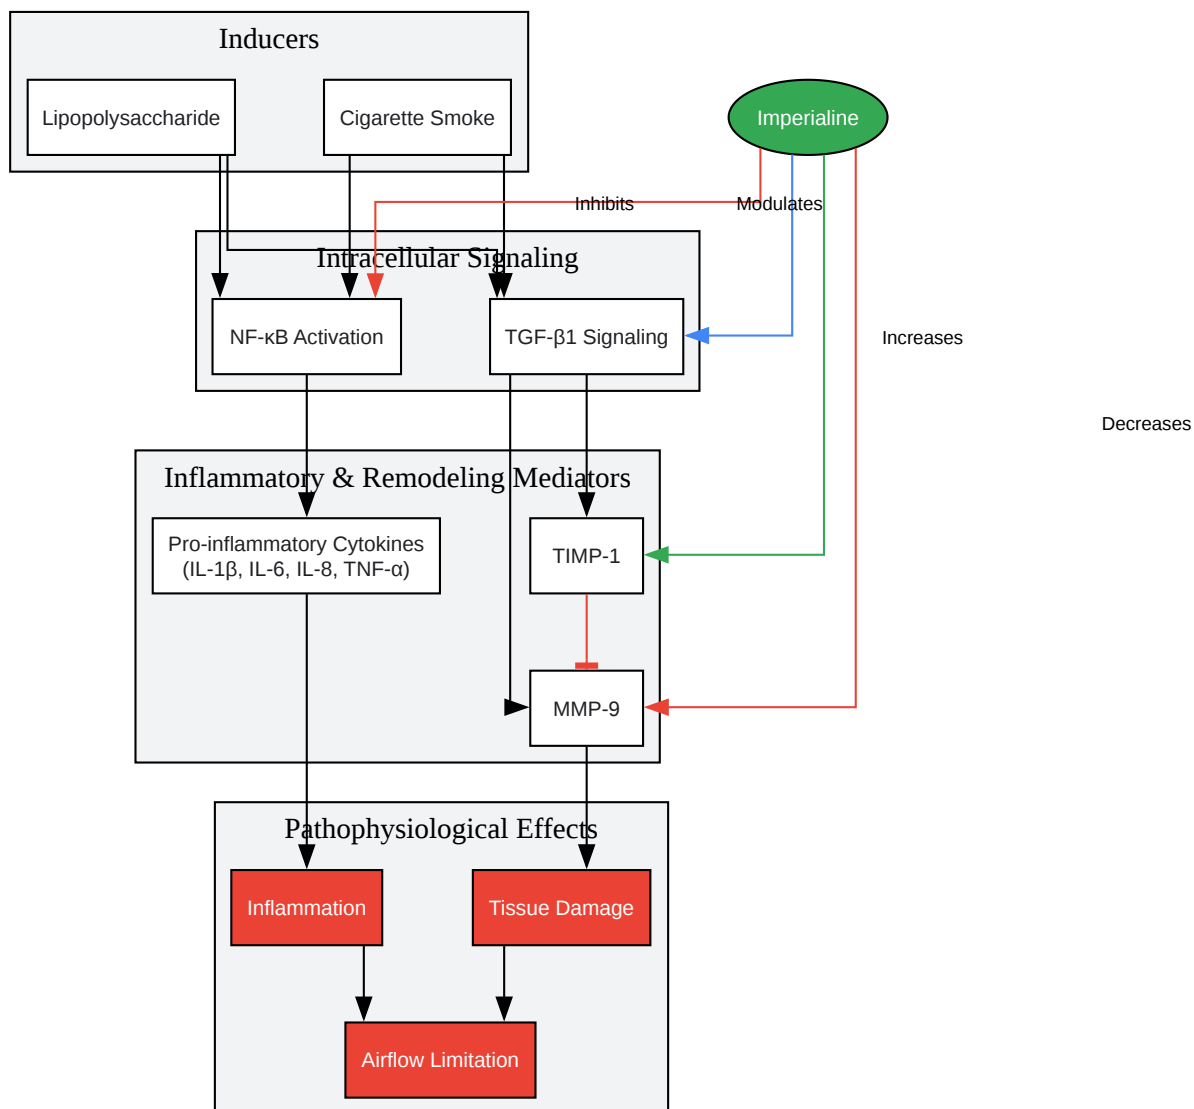 Inducers
Lipopolysaccharide
Cigarette Smoke
Imperialine
Inhibits
Modulates
Intracellular Signaling
NF-κB Activation
TGF-β1 Signaling
Increases
Decreases
Inflammatory & Remodeling Mediators
Pro-inflammatory Cytokines
(IL-1β, IL-6, IL-8, TNF-α)
TIMP-1
MMP-9
Pathophysiological Effects
Inflammation
Tissue Damage
Airflow Limitation